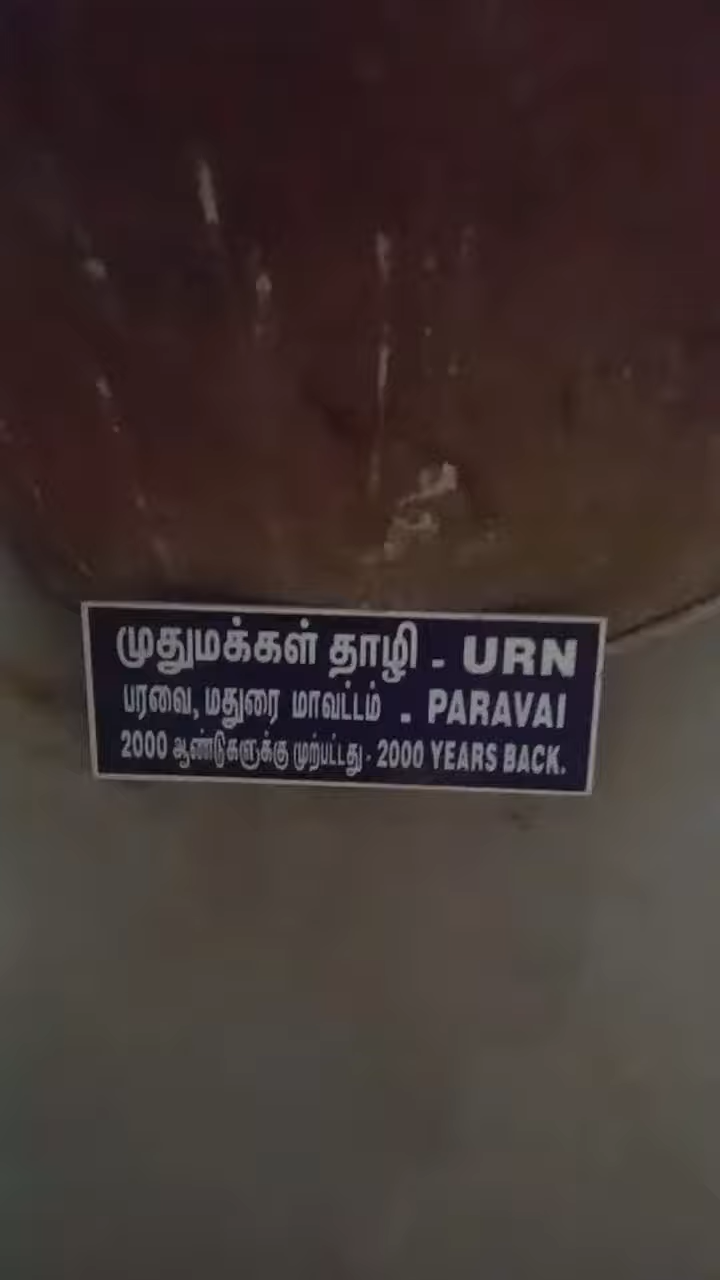 முதுமக்கள் தாழி - URN
பரவை, மதுரை மாவட்டம் - PARAVAI
2000 ஆண்டுகளுக்கு முற்பட்டது - 2000 YEARS BACK.